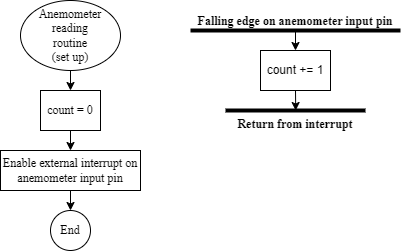 Anemometer
reading
routine
(set up)
count = 0
Enable external interrupt on
anemometer input pin
End
Falling edge on anemometer input pin
count += 1
Return from interrupt